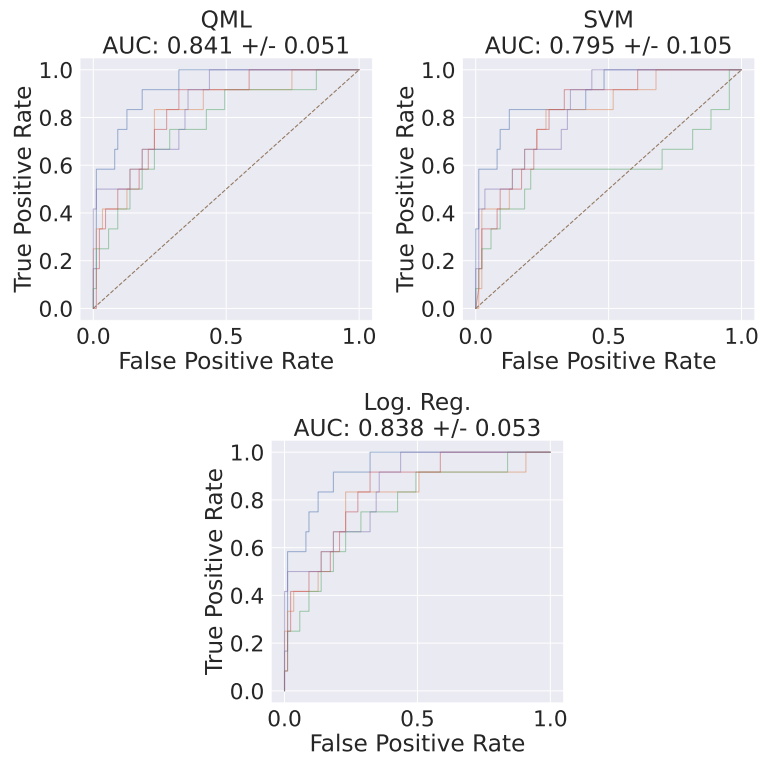 QML
AUC: 0.841 +/- 0.051
True Positive Rate
1.0
0.8
0.6
0.4
0.2
0.0
0.0 0.5 1.0
False Positive Rate
SVM
AUC: 0.795 +/- 0.105
True Positive Rate
1.0
0.8
0.6
0.4
0.2
0.0
0.0 0.5 1.0
False Positive Rate
Log. Reg.
AUC: 0.838 +/- 0.053
True Positive Rate
1.0
0.8
0.6
0.4
0.2
0.0
0.0 0.5 1.0
False Positive Rate